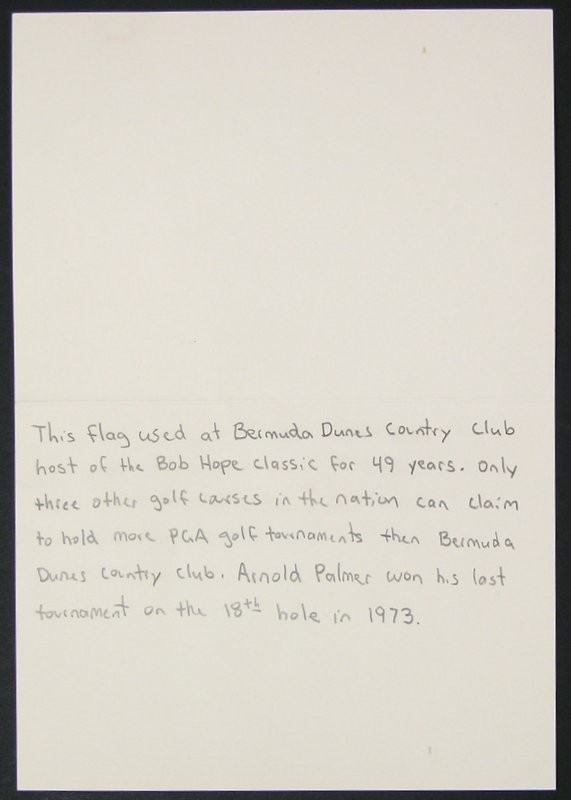 This flag used at Bermuda Dunes Country Club
host of the Bob Hope classic for 49 years. Only
three other golf courses in the nation can claim
to hold more PGA golf tournaments then Bermuda
Dunes Country club. Arnold Palmer won his last
tournament on the 18th hole in 1973.